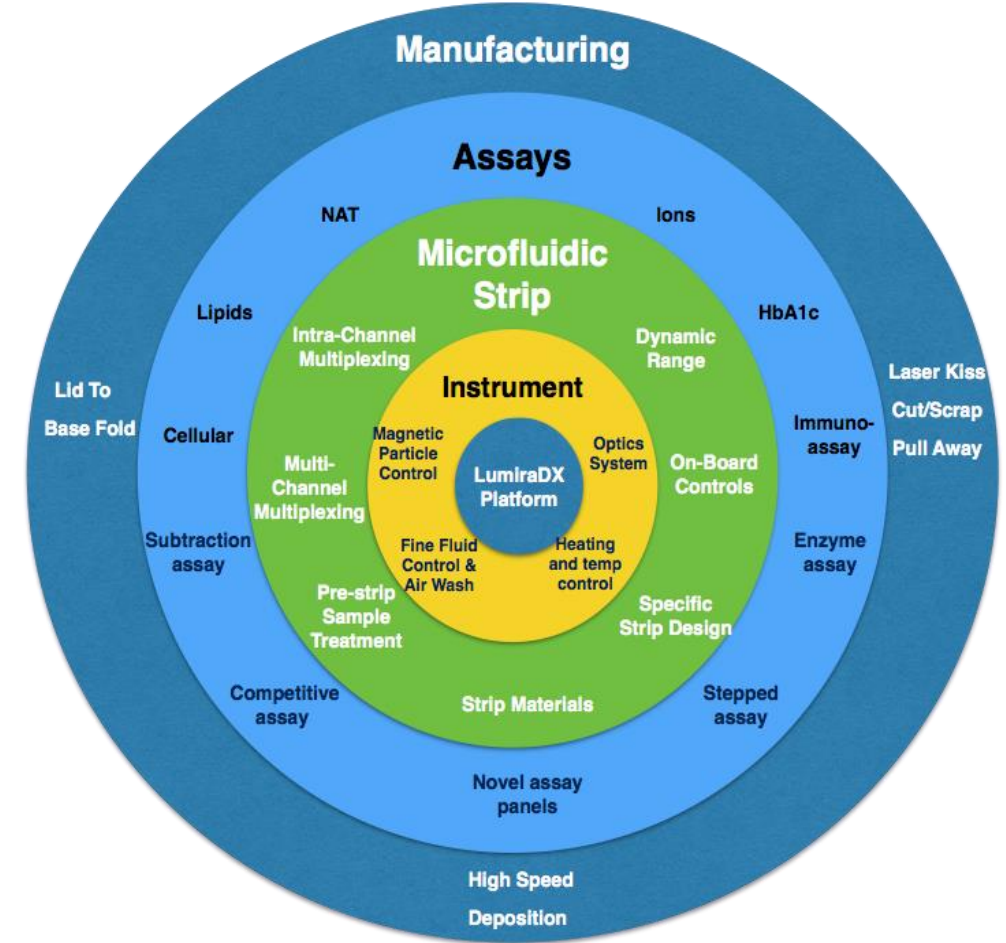 Manufacturing
Assays
NAT
Ions
Microfluidic
Strip
Lipids
HbA1c
Intra-Channel
Multiplexing
Dynamic
Range
Instrument
Lid To
Base Fold
Laser Kiss
Cut/Scrap
Pull Away
Cellular
Immuno-
assay
Magnetic
Particle
Control
Optics
System
Multi-
Channel
Multiplexing
On-Board
Controls
LumiraDX
Platform
Subtraction
assay
Enzyme
assay
Fine Fluid
Control &
Air Wash
Heating
and temp
control
Pre-strip
Sample
Treatment
Specific
Strip Design
Competitive
assay
Strip Materials
Stepped
assay
Novel assay
panels
High Speed
Deposition